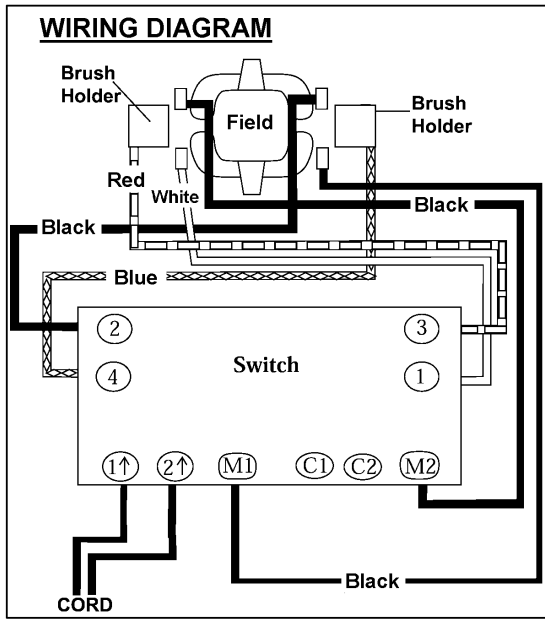 WIRING DIAGRAM
Brush
Holder
Field
Brush
Holder
Red
White
Black
Black
Blue
2
3
Switch
4
1
1↑
2↑
M1
C1
C2
M2
Black
CORD